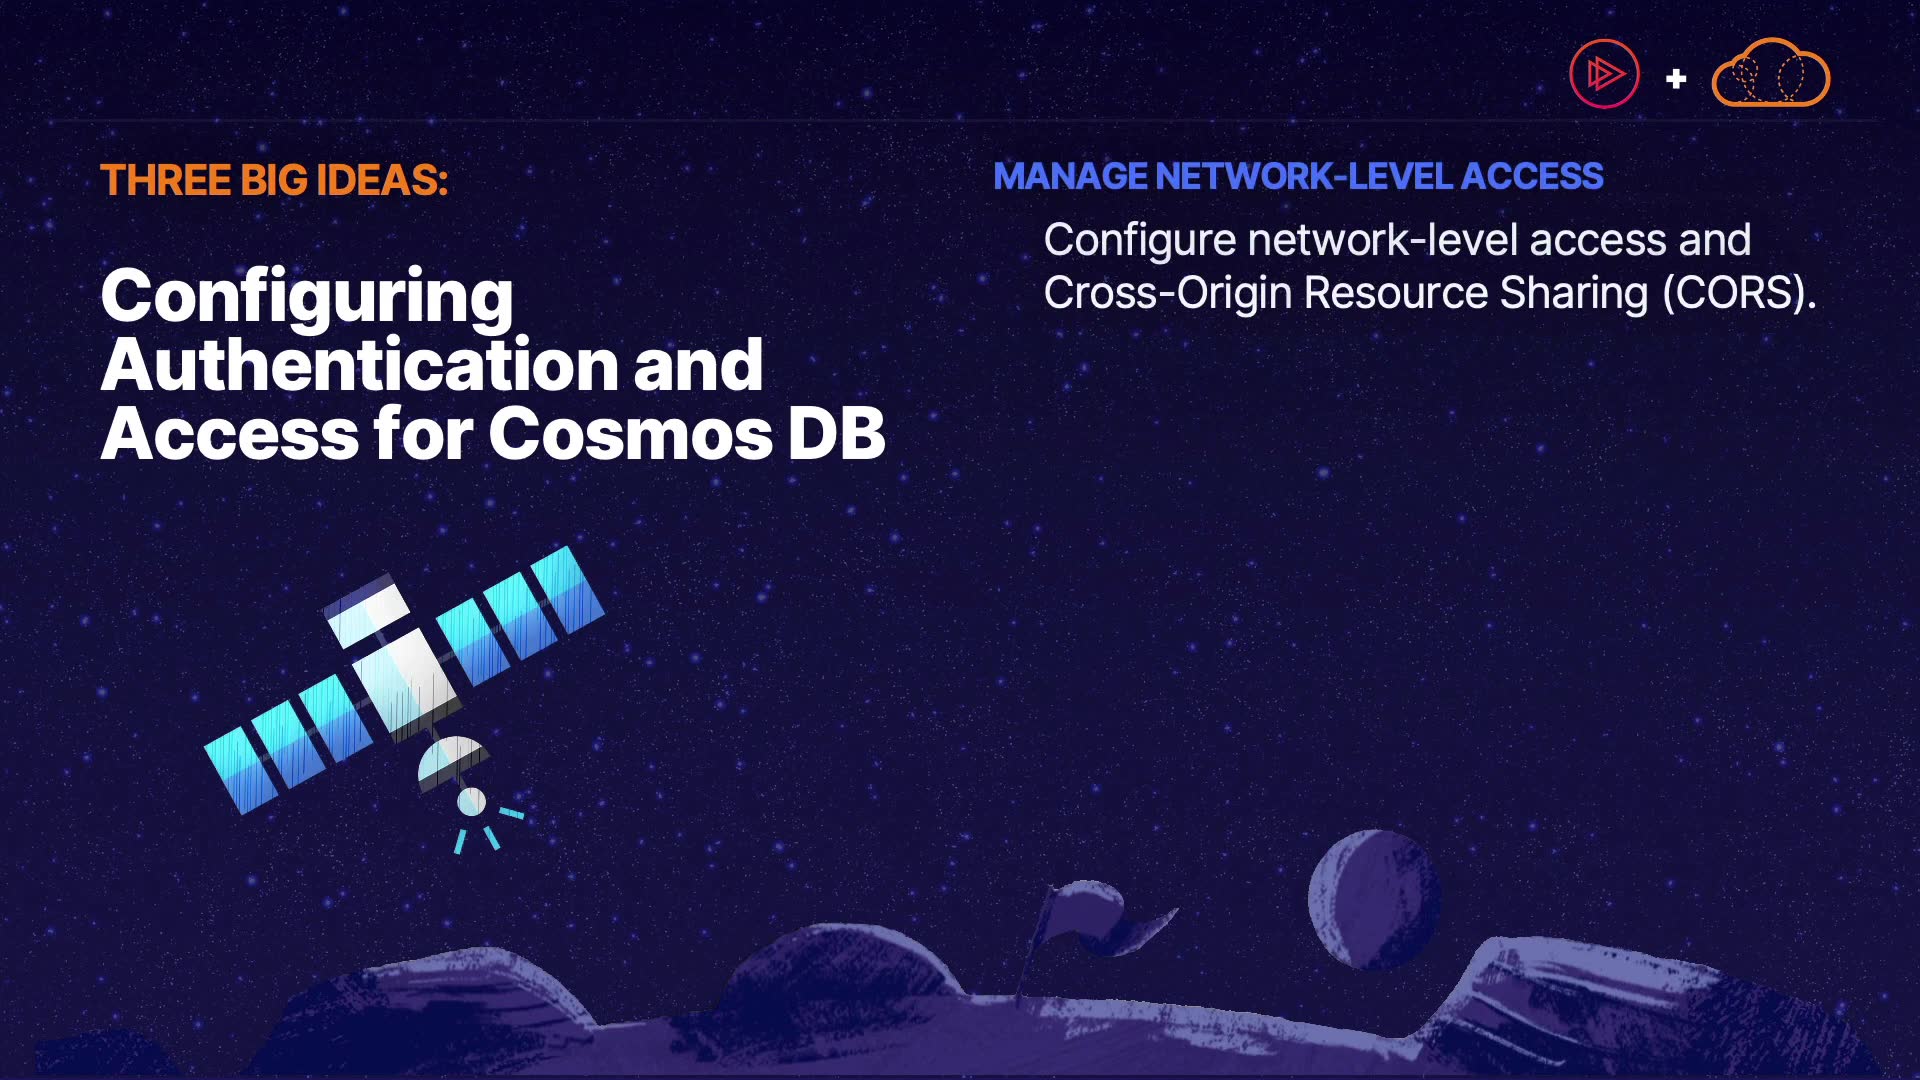 THREE BIG IDEAS:
Configuring
Authentication and
Access for Cosmos DB
MANAGE NETWORK-LEVEL ACCESS
Configure network-level access and
Cross-Origin Resource Sharing (CORS).